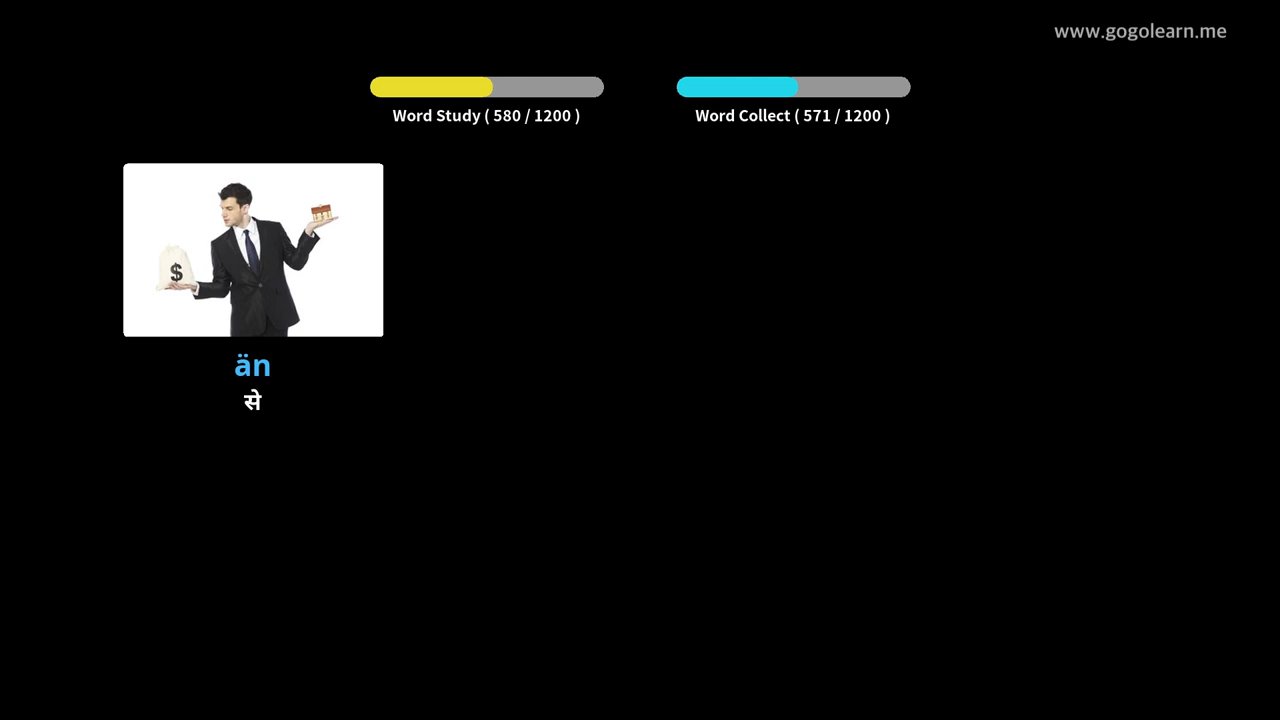 www.gogolearn.me
Word Study ( 580 / 1200 )
Word Collect ( 571 / 1200 )
$
än
से